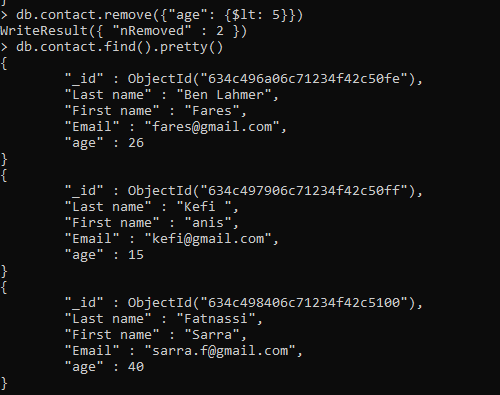 }
> db.contact.remove({"age": {$lt: 5}})
WriteResult({ "nRemoved" : 2 })
> db.contact.find().pretty()
{
        "_id" : ObjectId("634c496a06c71234f42c50fe"),
        "Last name" : "Ben Lahmer",
        "First name" : "Fares",
        "Email" : "fares@gmail.com",
        "age" : 26
}
{
        "_id" : ObjectId("634c497906c71234f42c50ff"),
        "Last name" : "Kefi ",
        "First name" : "anis",
        "Email" : "kefi@gmail.com",
        "age" : 15
}
{
        "_id" : ObjectId("634c498406c71234f42c5100"),
        "Last name" : "Fatnassi",
        "First name" : "Sarra",
        "Email" : "sarra.f@gmail.com",
        "age" : 40
}